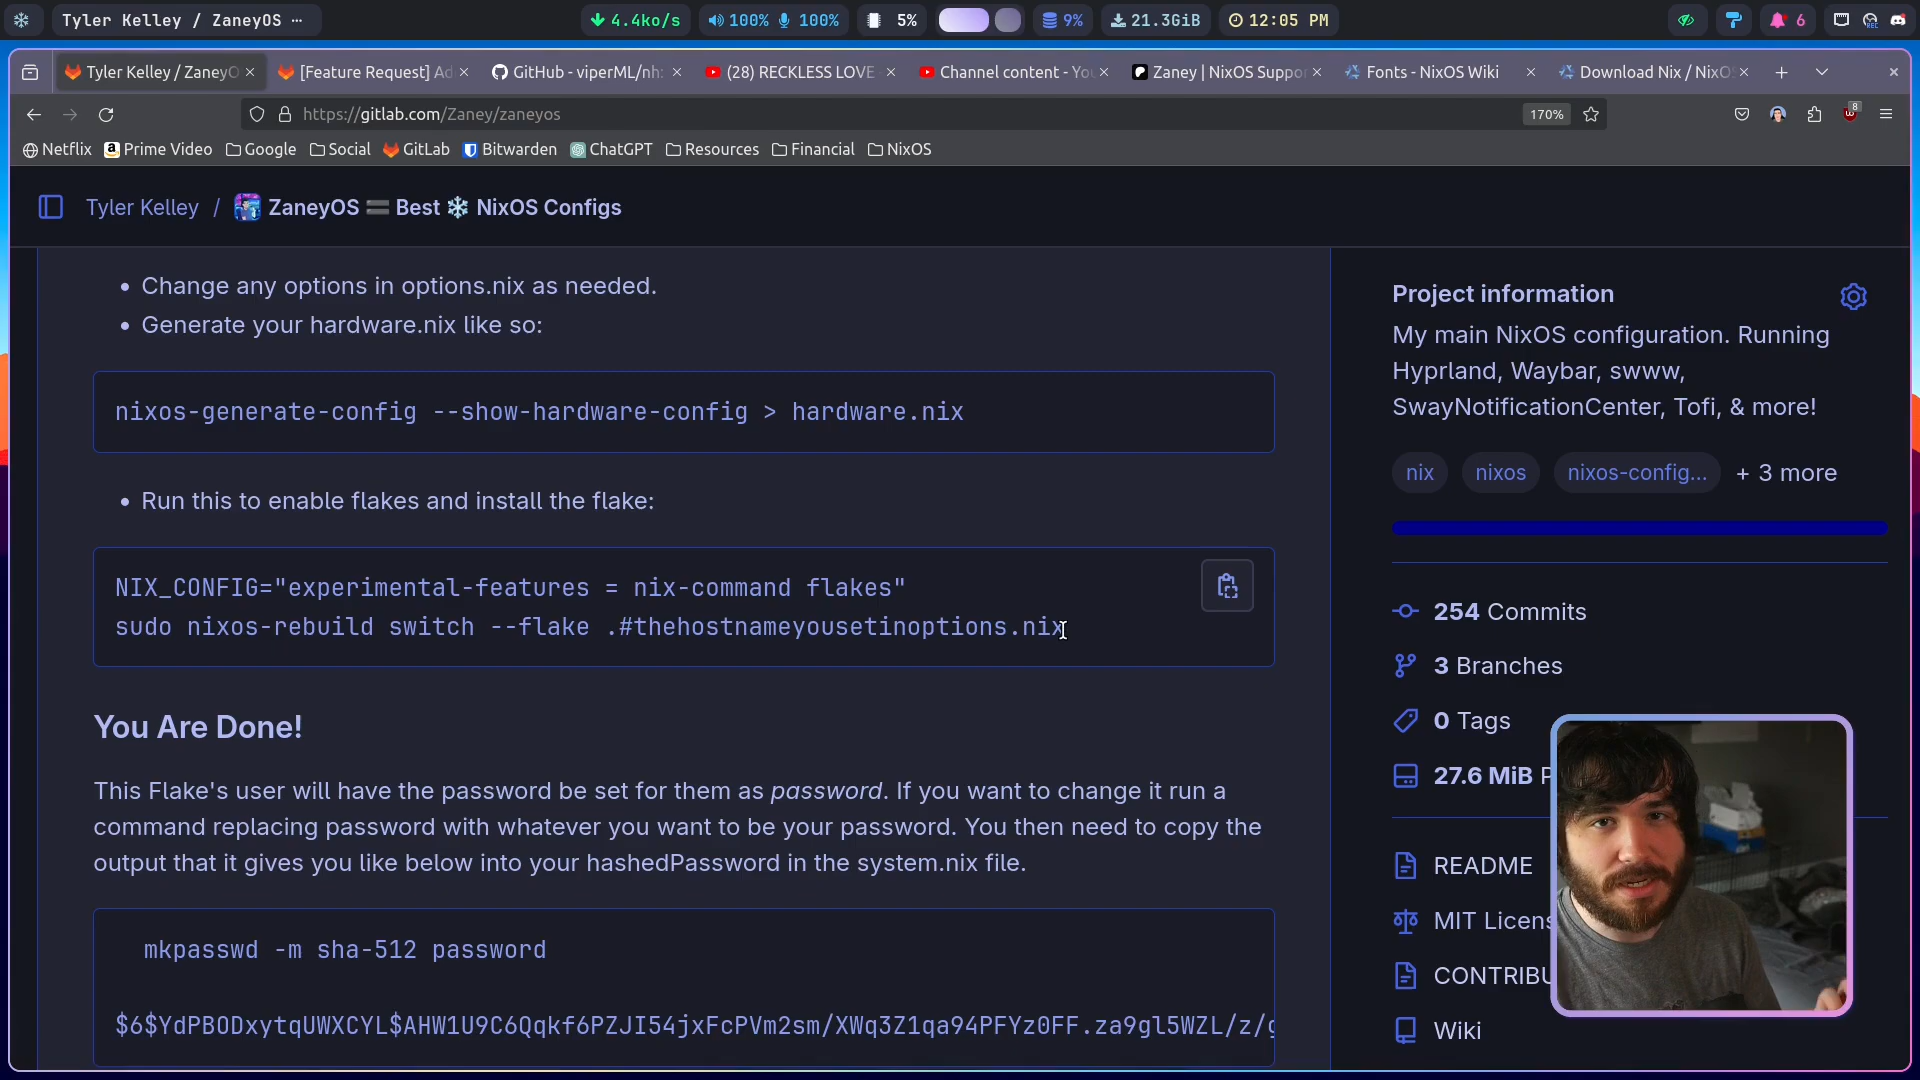 Tyler Kelley / ZaneyOS ···
4.4ko/s
100%
100%
5%
9%
21.3GiB
12:05 PM
6
Tyler Kelley / ZaneyO
[Feature Request] Ad
GitHub - viperML/nh:
(28) RECKLESS LOVE
Channel content - You
Zaney | NixOS Suppo
Fonts - NixOS Wiki
Download Nix / NixO
https://gitlab.com/Zaney/zaneyos
170%
8
Netflix
Prime Video
Google
Social
GitLab
Bitwarden
ChatGPT
Resources
Financial
NixOS
Tyler Kelley / ZaneyOS Best NixOS Configs
• Change any options in options.nix as needed.
• Generate your hardware.nix like so:
nixos-generate-config --show-hardware-config > hardware.nix
• Run this to enable flakes and install the flake:
NIX_CONFIG="experimental-features = nix-command flakes"
sudo nixos-rebuild switch --flake .#thehostnameyousetinoptions.nix
You Are Done!
This Flake's user will have the password be set for them as password. If you want to change it run a
command replacing password with whatever you want to be your password. You then need to copy the
output that it gives you like below into your hashedPassword in the system.nix file.
mkpasswd -m sha-512 password
$6$YdPBODxytqUWXCYL$AHW1U9C6Qqkf6PZJI54jxFcPVm2sm/XWq3Z1qa94PFYz0FF.za9gl5WZL/z/g
Project information
My main NixOS configuration. Running
Hyprland, Waybar, swww,
SwayNotificationCenter, Tofi, & more!
nix
nixos
nixos-config...
+ 3 more
254 Commits
3 Branches
0 Tags
27.6 MiB P
README
MIT Licens
CONTRIBU
Wiki